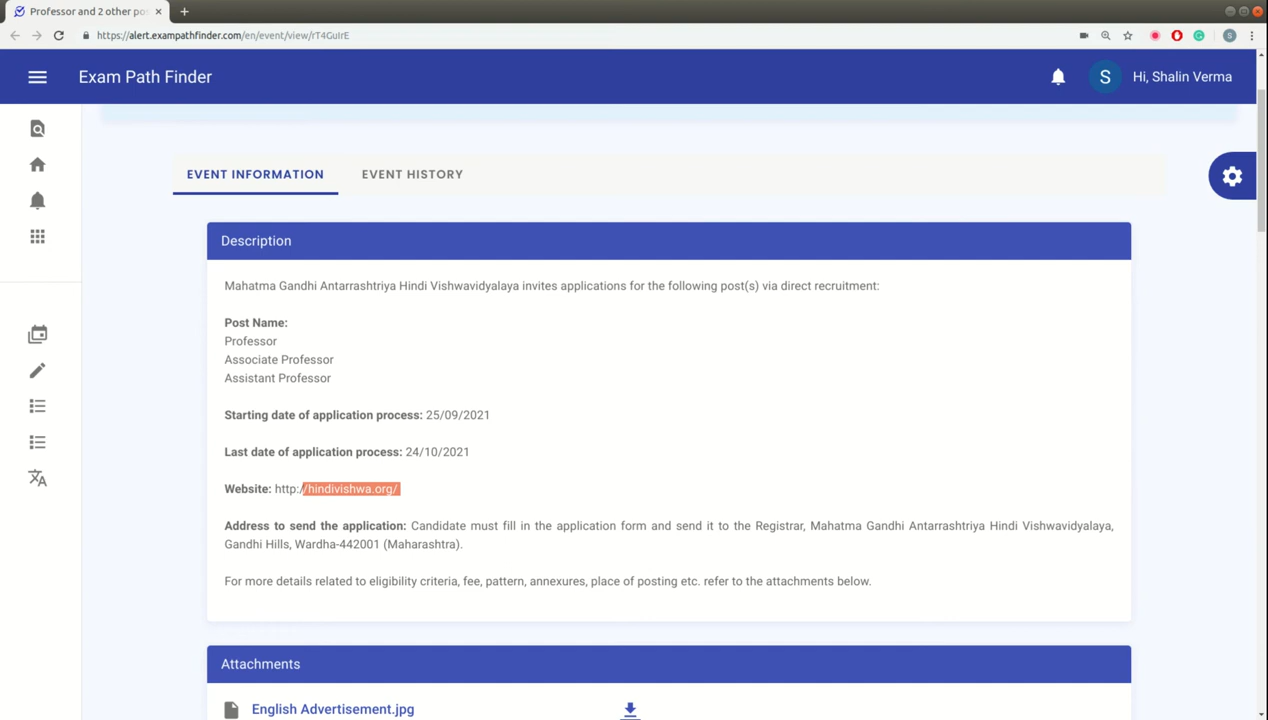 Professor and 2 other po
https://alert.exampathfinder.com/en/event/view/rT4GuIrE
S
Exam Path Finder
S
Hi, Shalin Verma
EVENT INFORMATION
EVENT HISTORY
Description
Mahatma Gandhi Antarrashtriya Hindi Vishwavidyalaya invites applications for the following post(s) via direct recruitment:
Post Name:
Professor
Associate Professor
Assistant Professor
Starting date of application process: 25/09/2021
Last date of application process: 24/10/2021
Website: http://hindivishwa.org/
Address to send the application: Candidate must fill in the application form and send it to the Registrar, Mahatma Gandhi Antarrashtriya Hindi Vishwavidyalaya,
Gandhi Hills, Wardha-442001 (Maharashtra).
For more details related to eligibility criteria, fee, pattern, annexures, place of posting etc. refer to the attachments below.
Attachments
English Advertisement.jpg